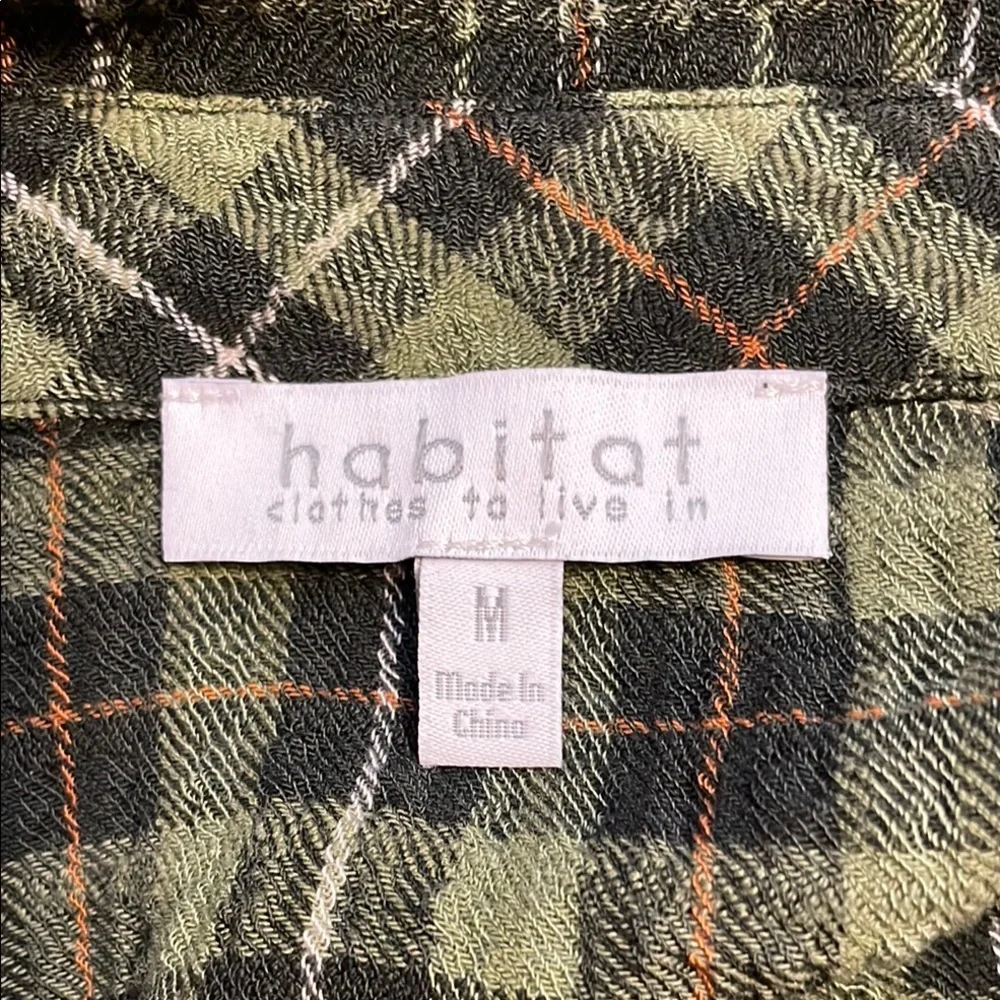 habitat
clothes to live in
M
Made In
China